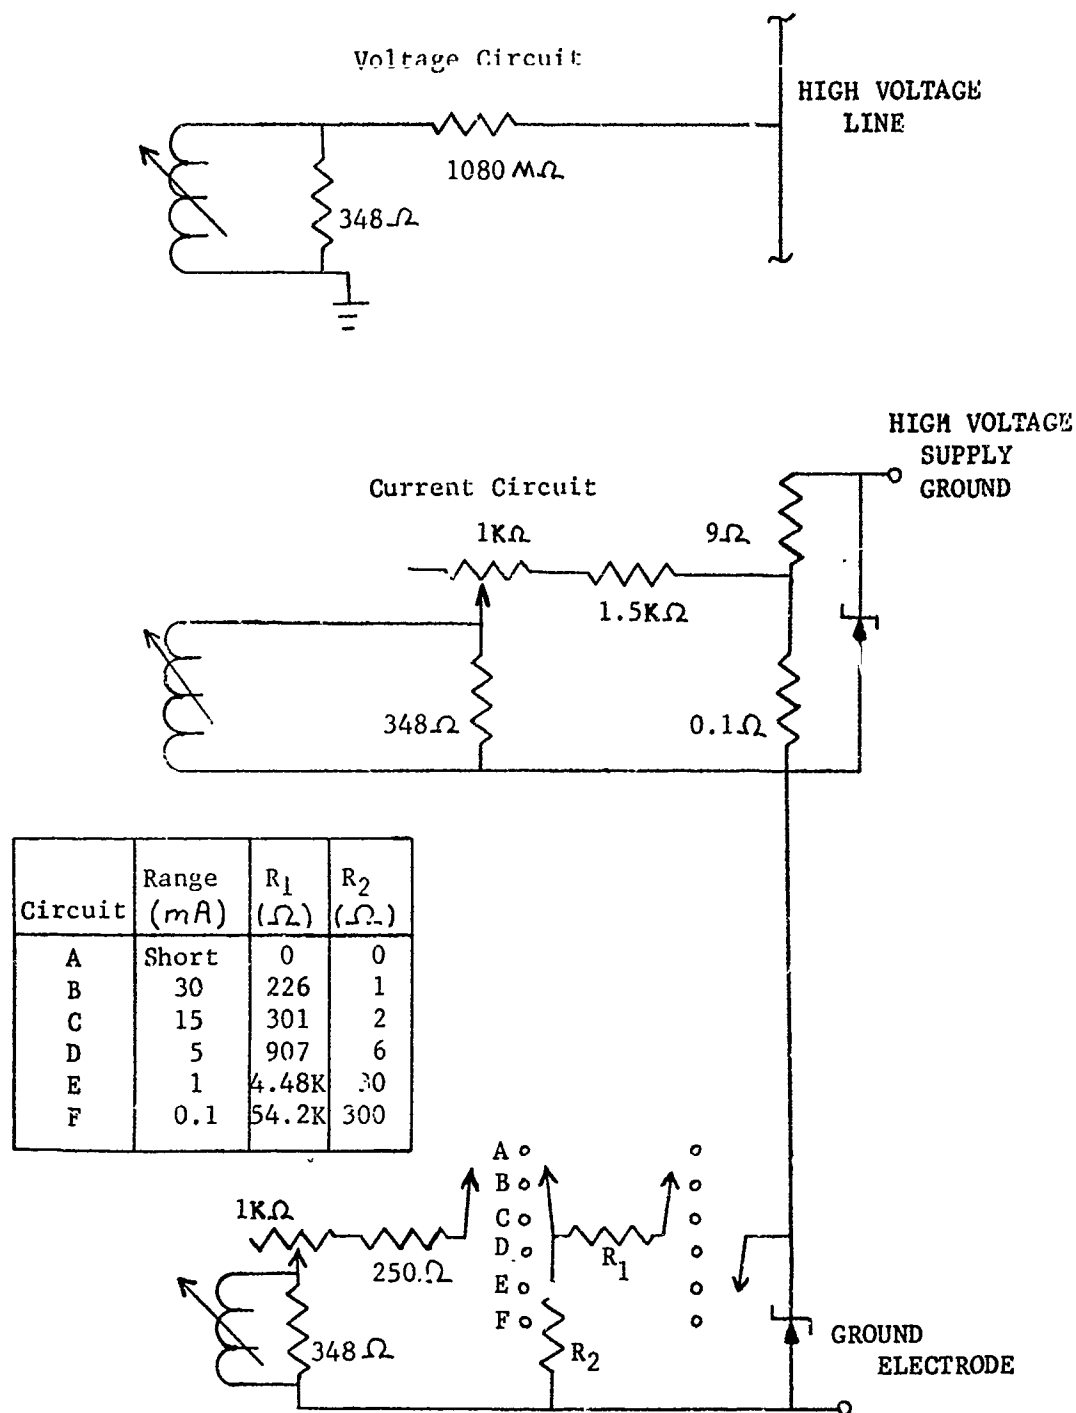 Voltage Circuit
HIGH VOLTAGE
LINE
1080 MΩ
348Ω
HIGH VOLTAGE
SUPPLY
GROUND
Current Circuit
1KΩ
9Ω
1.5KΩ
348Ω
0.1Ω
Circuit Range (mA) R1 (Ω) R2 (Ω)
A Short 0 0
B 30 226 1
C 15 301 2
D 5 907 6
E 1 4.48K 30
F 0.1 54.2K 300
A
B
1KΩ
C
D
R1
250Ω
E
F
348Ω
R2
GROUND
ELECTRODE